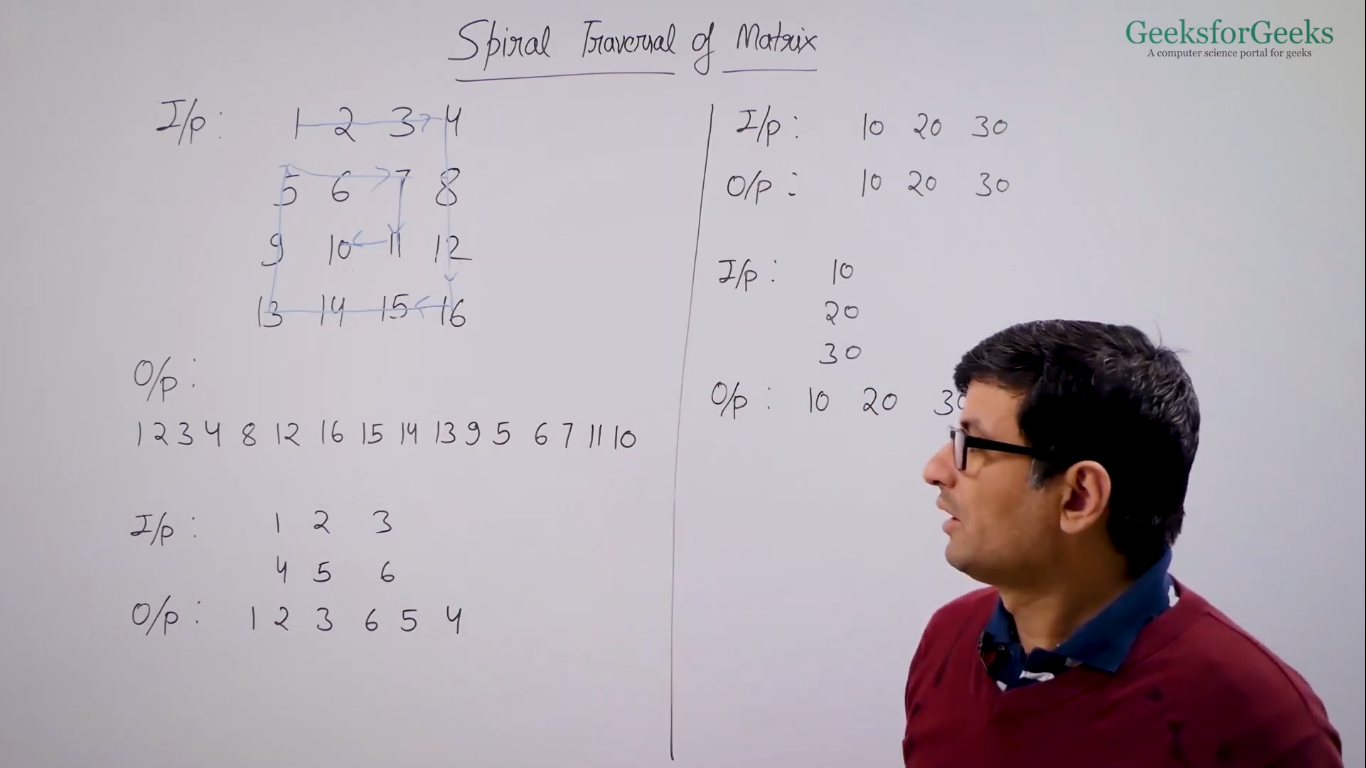 Spiral Traversal of Matrix
GeeksforGeeks
A computer science portal for geeks
I/p: 1 2 3 4
5 6 7 8
9 10 11 12
13 14 15 16
O/p:
1 2 3 4 8 12 16 15 14 13 9 5 6 7 11 10
I/p: 1 2 3
4 5 6
O/p: 1 2 3 6 5 4
I/p: 10 20 30
O/p: 10 20 30
I/p: 10
20
30
O/p: 10 20 30